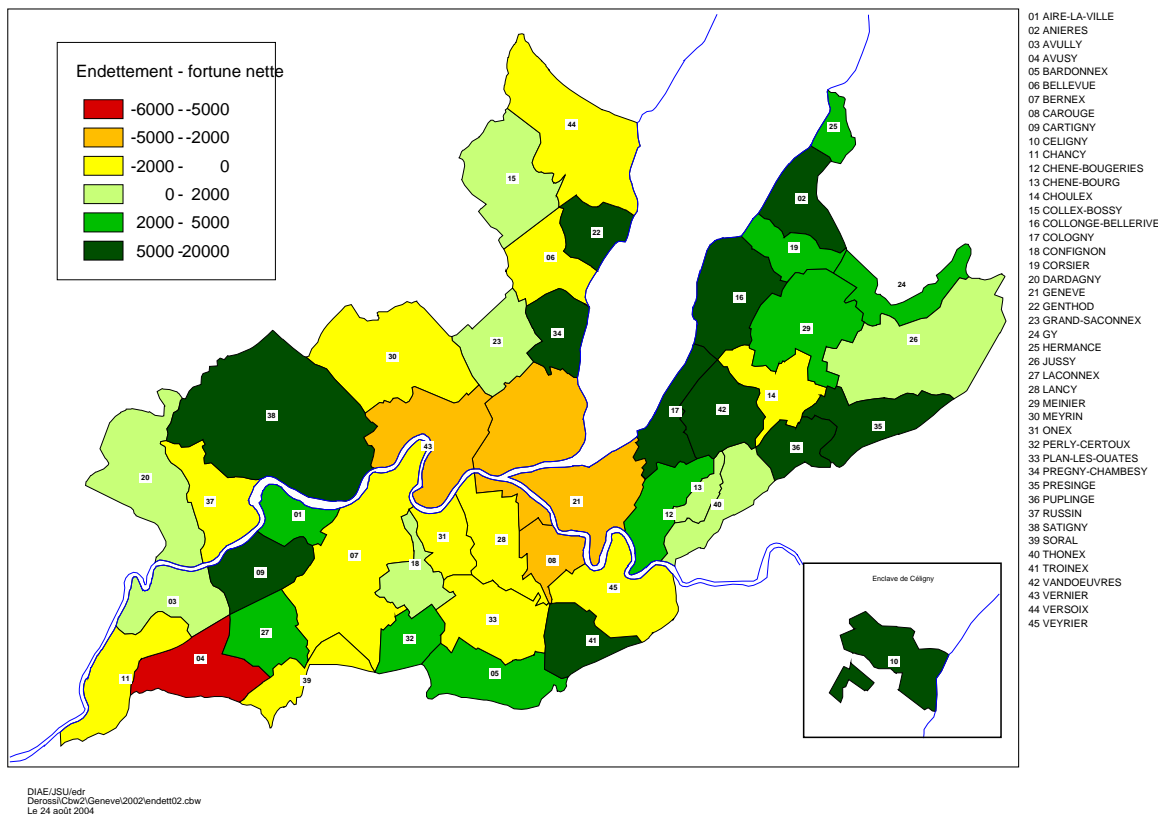 Endettement - fortune nette
-6000 - -5000
-5000 - -2000
-2000 - 0
0 - 2000
2000 - 5000
5000 -20000
44
25
15
02
22
19
06
24
16
29
34
23
26
30
14
17
42
38
35
43
36
20
13
37
21
40
01
12
31
28
07
08
18
09
45
03
33
27
32
41
04
05
11
39
Enclave de Céligny
10
01 AIRE-LA-VILLE
02 ANIERES
03 AVULLY
04 AVUSY
05 BARDONNEX
06 BELLEVUE
07 BERNEX
08 CAROUGE
09 CARTIGNY
10 CELIGNY
11 CHANCY
12 CHENE-BOUGERIES
13 CHENE-BOURG
14 CHOULEX
15 COLLEX-BOSSY
16 COLLONGE-BELLERIVE
17 COLOGNY
18 CONFIGNON
19 CORSIER
20 DARDAGNY
21 GENEVE
22 GENTHOD
23 GRAND-SACONNEX
24 GY
25 HERMANCE
26 JUSSY
27 LACONNEX
28 LANCY
29 MEINIER
30 MEYRIN
31 ONEX
32 PERLY-CERTOUX
33 PLAN-LES-OUATES
34 PREGNY-CHAMBESY
35 PRESINGE
36 PUPLINGE
37 RUSSIN
38 SATIGNY
39 SORAL
40 THONEX
41 TROINEX
42 VANDOEUVRES
43 VERNIER
44 VERSOIX
45 VEYRIER
DIAE/JSU/edr
Derossi\Cbw2\Geneve\2002\endett02.cbw
Le 24 août 2004